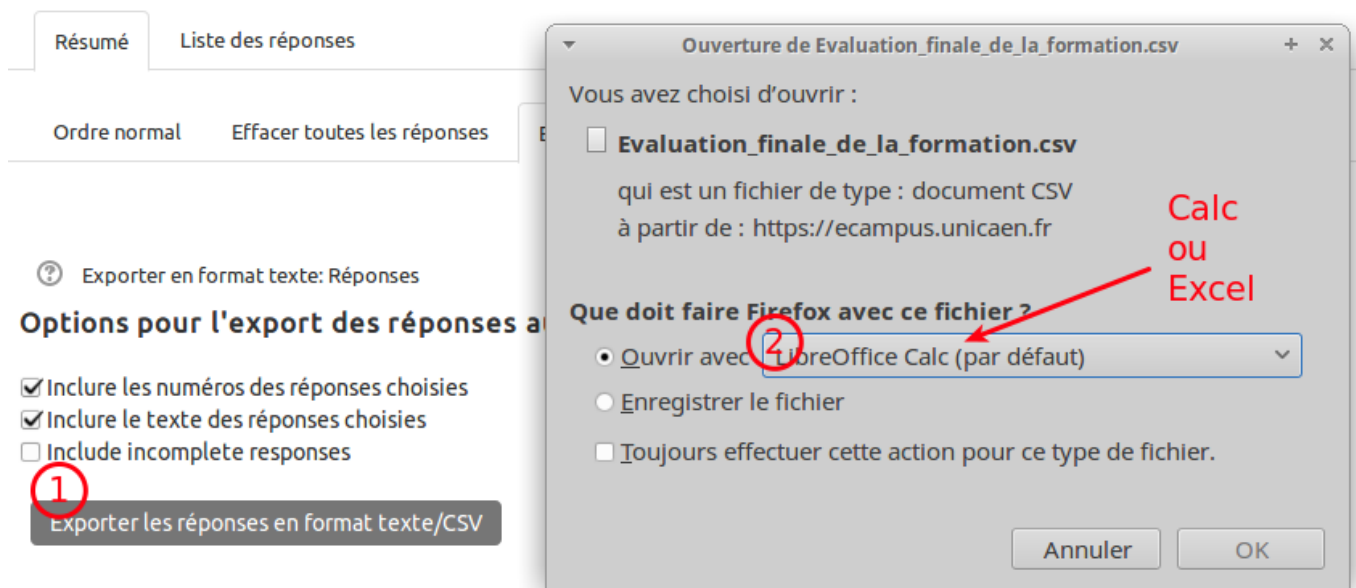 Résumé
Liste des réponses
Ordre normal
Effacer toutes les réponses
Exporter en format texte: Réponses
Options pour l'export des réponses
Inclure les numéros des réponses choisies
Inclure le texte des réponses choisies
Include incomplete responses
1
Exporter les réponses en format texte/CSV
Ouverture de Evaluation_finale_de_la_formation.csv
Vous avez choisi d'ouvrir :
Evaluation_finale_de_la_formation.csv
qui est un fichier de type : document CSV
à partir de : https://ecampus.unicaen.fr
Calc
ou
Excel
Que doit faire Firefox avec ce fichier ?
2
Ouvrir avec LibreOffice Calc (par défaut)
Enregistrer le fichier
Toujours effectuer cette action pour ce type de fichier.
Annuler
OK